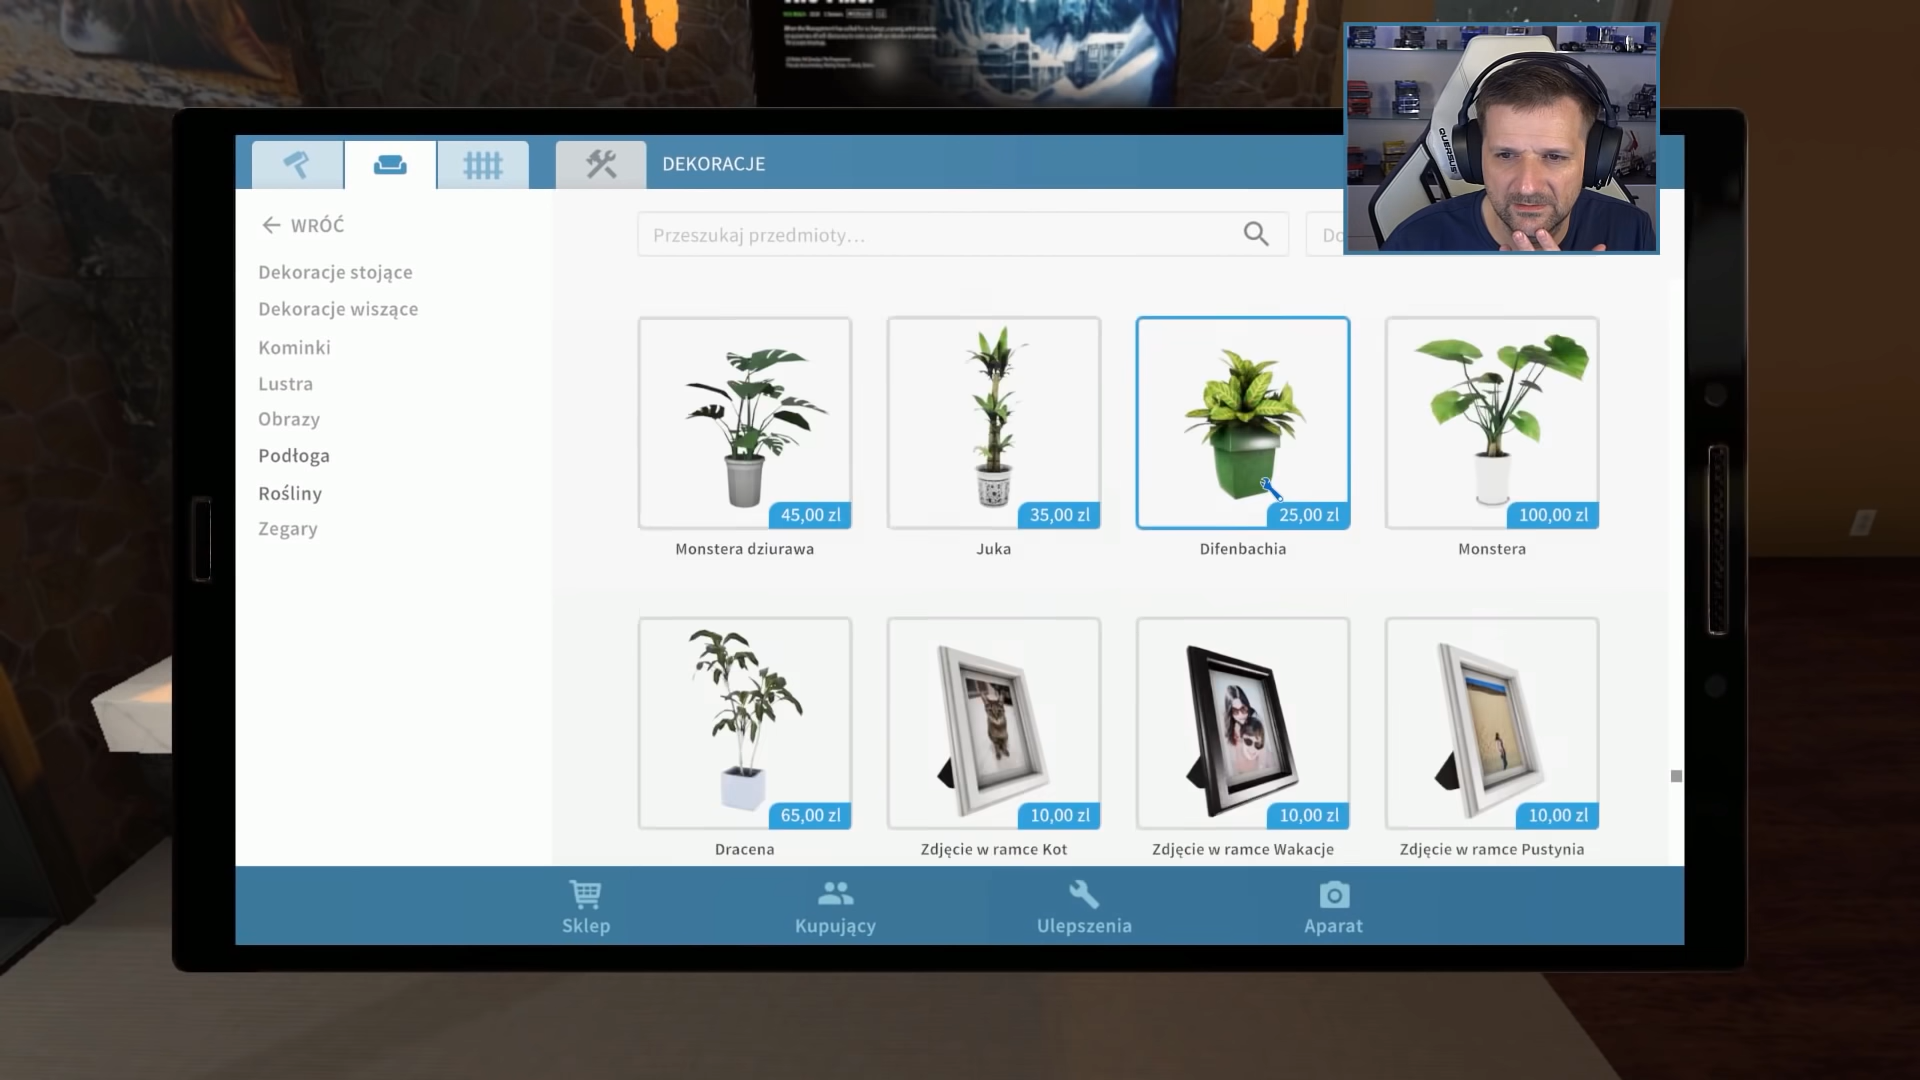 DEKORACJE
WRÓĆ
Przeszukaj przedmioty...
Do
Dekoracje stojące
Dekoracje wiszące
Kominki
Lustra
Obrazy
Podłoga
Rośliny
Zegary
45,00 zl
35,00 zl
25,00 zl
100,00 zl
Monstera dziurawa
Juka
Difenbachia
Monstera
65,00 zl
10,00 zl
10,00 zl
10,00 zl
Dracena
Zdjęcie w ramce Kot
Zdjęcie w ramce Wakacje
Zdjęcie w ramce Pustynia
Sklep
Kupujący
Ulepszenia
Aparat
QUERSUS